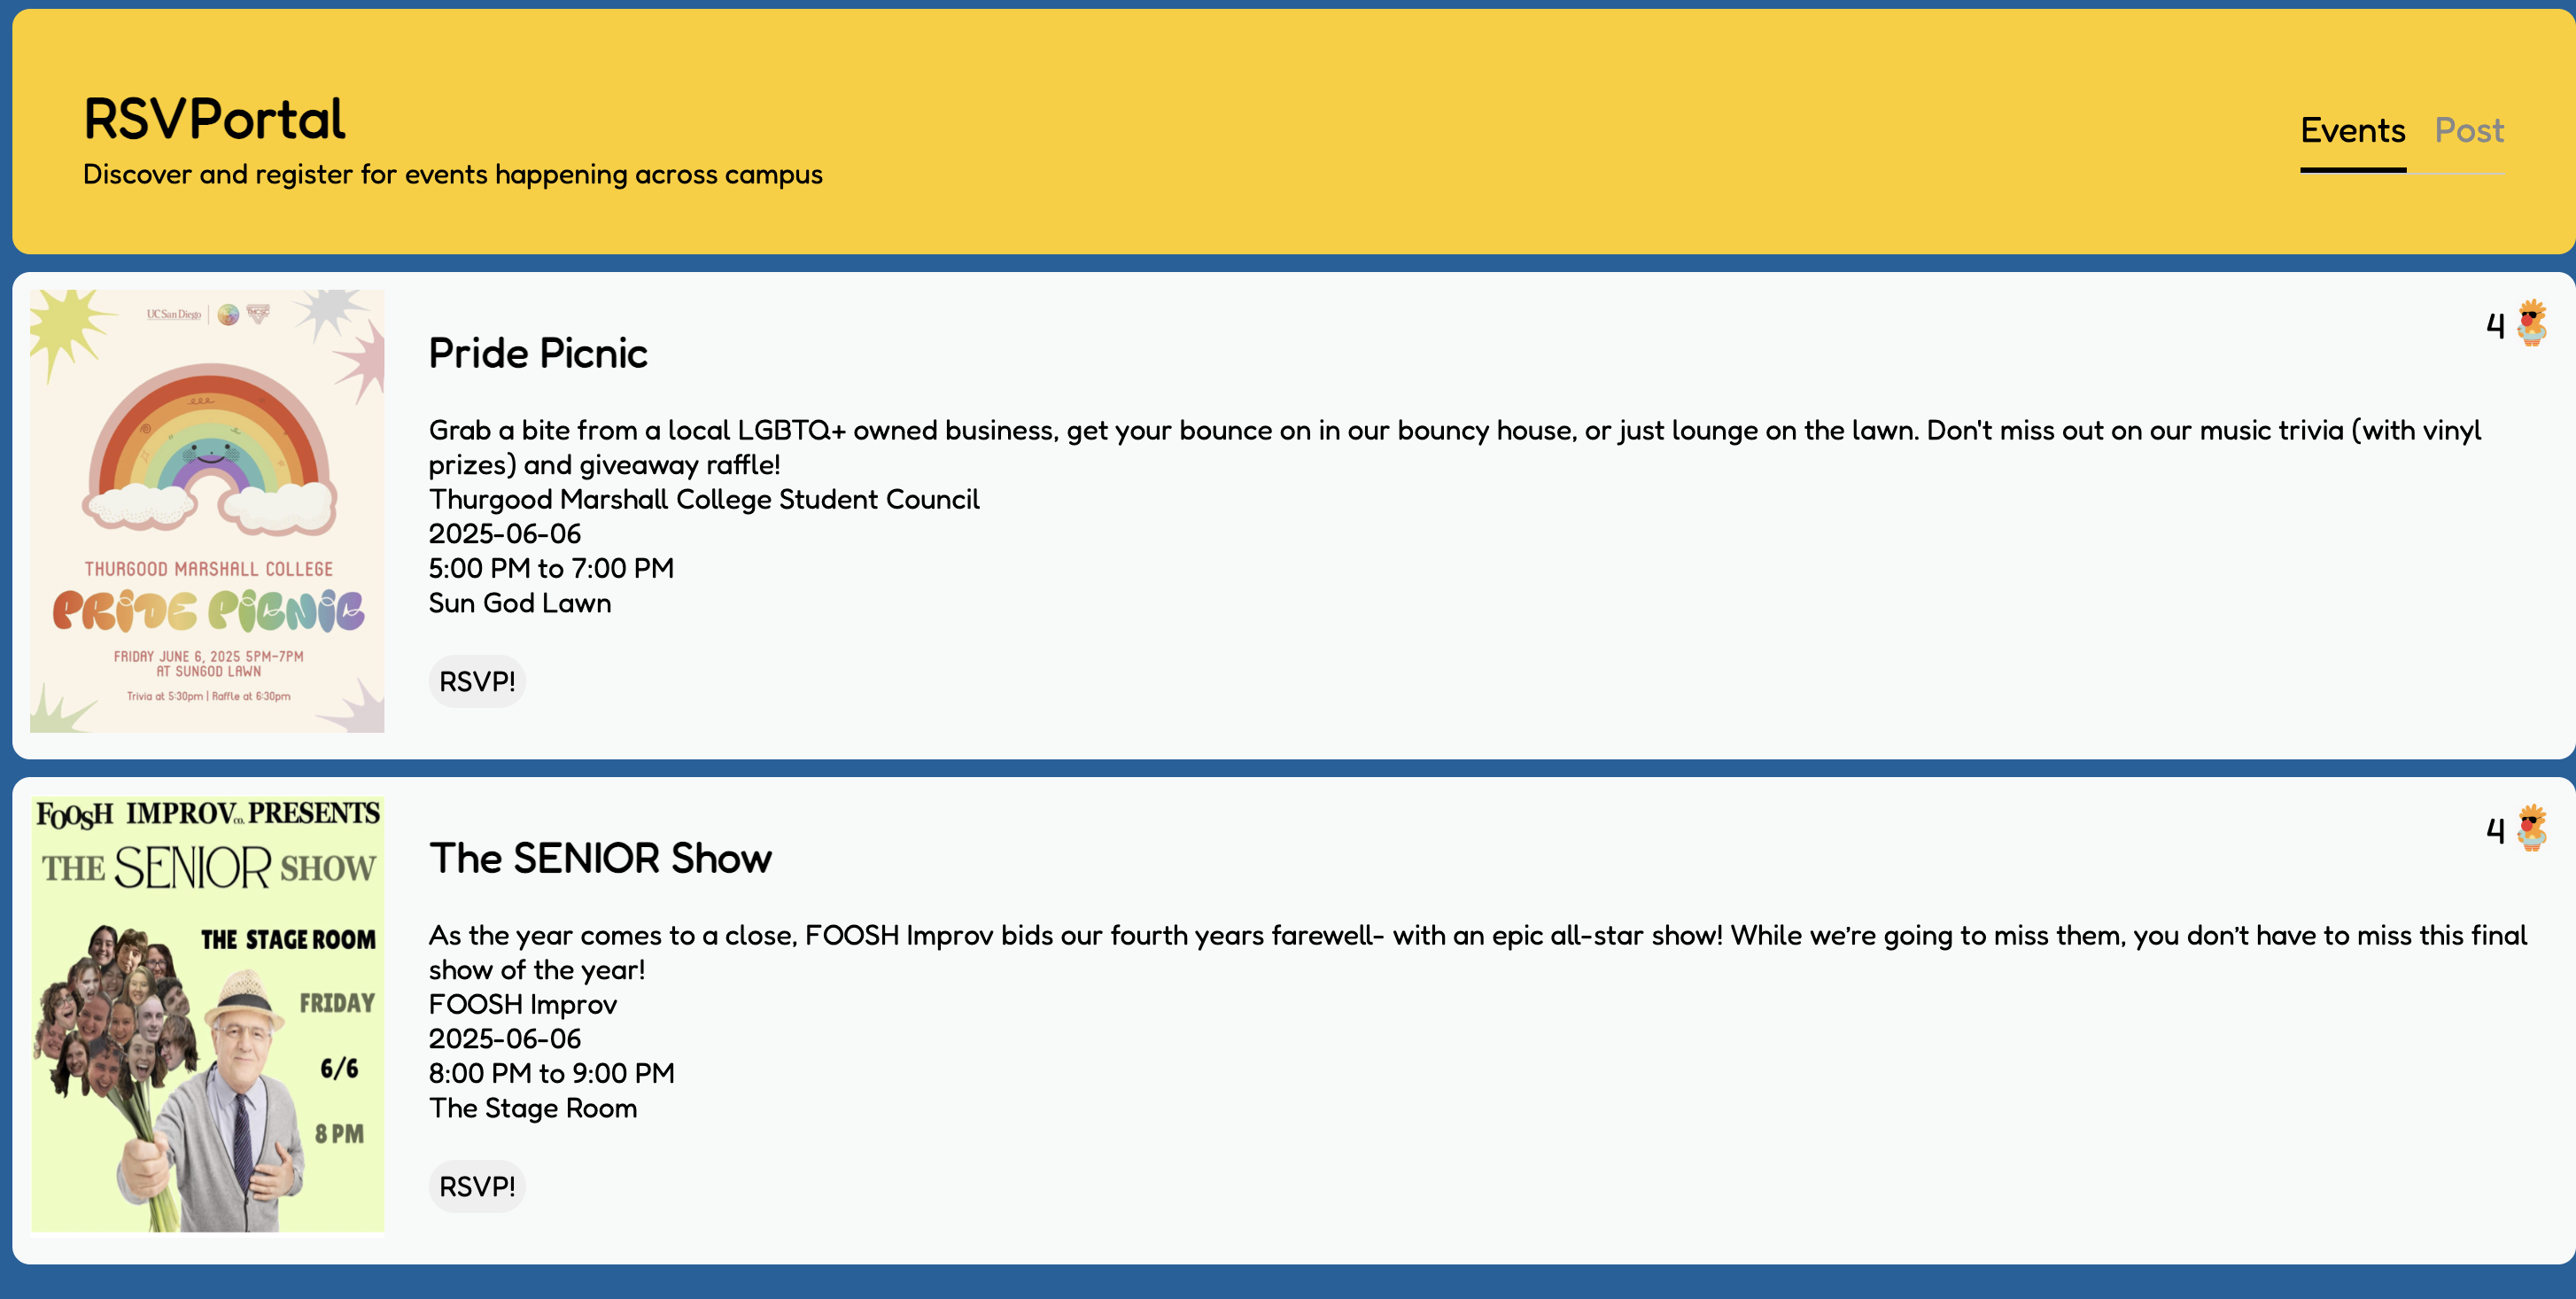 RSVPortal
Discover and register for events happening across campus
Events Post
UC San Diego
THURGOOD MARSHALL COLLEGE
PRIDE PICNIC
FRIDAY JUNE 6, 2025 5PM-7PM
AT SUNGOD LAWN
Trivia at 5:30pm | Raffle at 6:30pm
Pride Picnic
4
Grab a bite from a local LGBTQ+ owned business, get your bounce on in our bouncy house, or just lounge on the lawn. Don't miss out on our music trivia (with vinyl
prizes) and giveaway raffle!
Thurgood Marshall College Student Council
2025-06-06
5:00 PM to 7:00 PM
Sun God Lawn
RSVP!
FOOSH IMPROV CO. PRESENTS
THE SENIOR SHOW
THE STAGE ROOM
FRIDAY
6/6
8 PM
The SENIOR Show
4
As the year comes to a close, FOOSH Improv bids our fourth years farewell- with an epic all-star show! While we’re going to miss them, you don’t have to miss this final
show of the year!
FOOSH Improv
2025-06-06
8:00 PM to 9:00 PM
The Stage Room
RSVP!